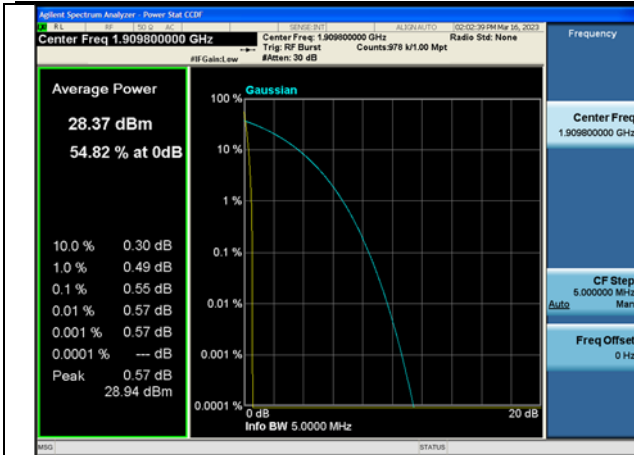 Agilent Spectrum Analyzer - Power Stat CCDF
RL RF 50 Ω AC SENSE:INT ALIGN AUTO 02:02:39 PM Mar 16, 2023
Center Freq 1.909800000 GHz
Center Freq: 1.909800000 GHz Radio Std: None
Trig: RF Burst Counts:978 k/1.00 Mpt
#IFGain:Low #Atten: 30 dB
Frequency
Average Power
28.37 dBm
54.82 % at 0dB
10.0 % 0.30 dB
1.0 % 0.49 dB
0.1 % 0.55 dB
0.01 % 0.57 dB
0.001 % 0.57 dB
0.0001 % --- dB
Peak 0.57 dB
28.94 dBm
Gaussian
100 %
10 %
1 %
0.1 %
0.01 %
0.001 %
0.0001 %
0 dB 20 dB
Info BW 5.0000 MHz
Center Freq
1.909800000 GHz
CF Step
5.000000 MHz
Auto Man
Freq Offset
0 Hz
MSG STATUS